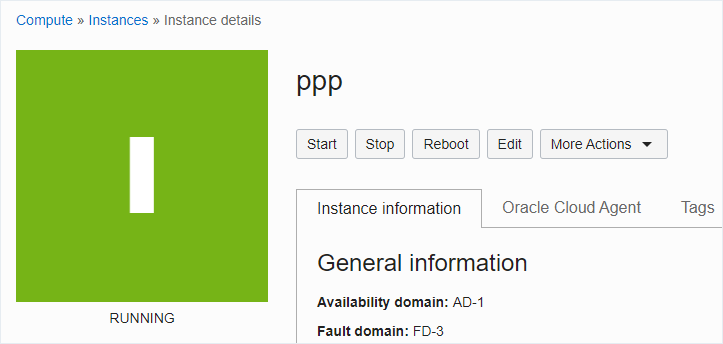 Compute » Instances » Instance details
I
RUNNING
ppp
Start Stop Reboot Edit More Actions
Instance information Oracle Cloud Agent Tags
General information
Availability domain: AD-1
Fault domain: FD-3